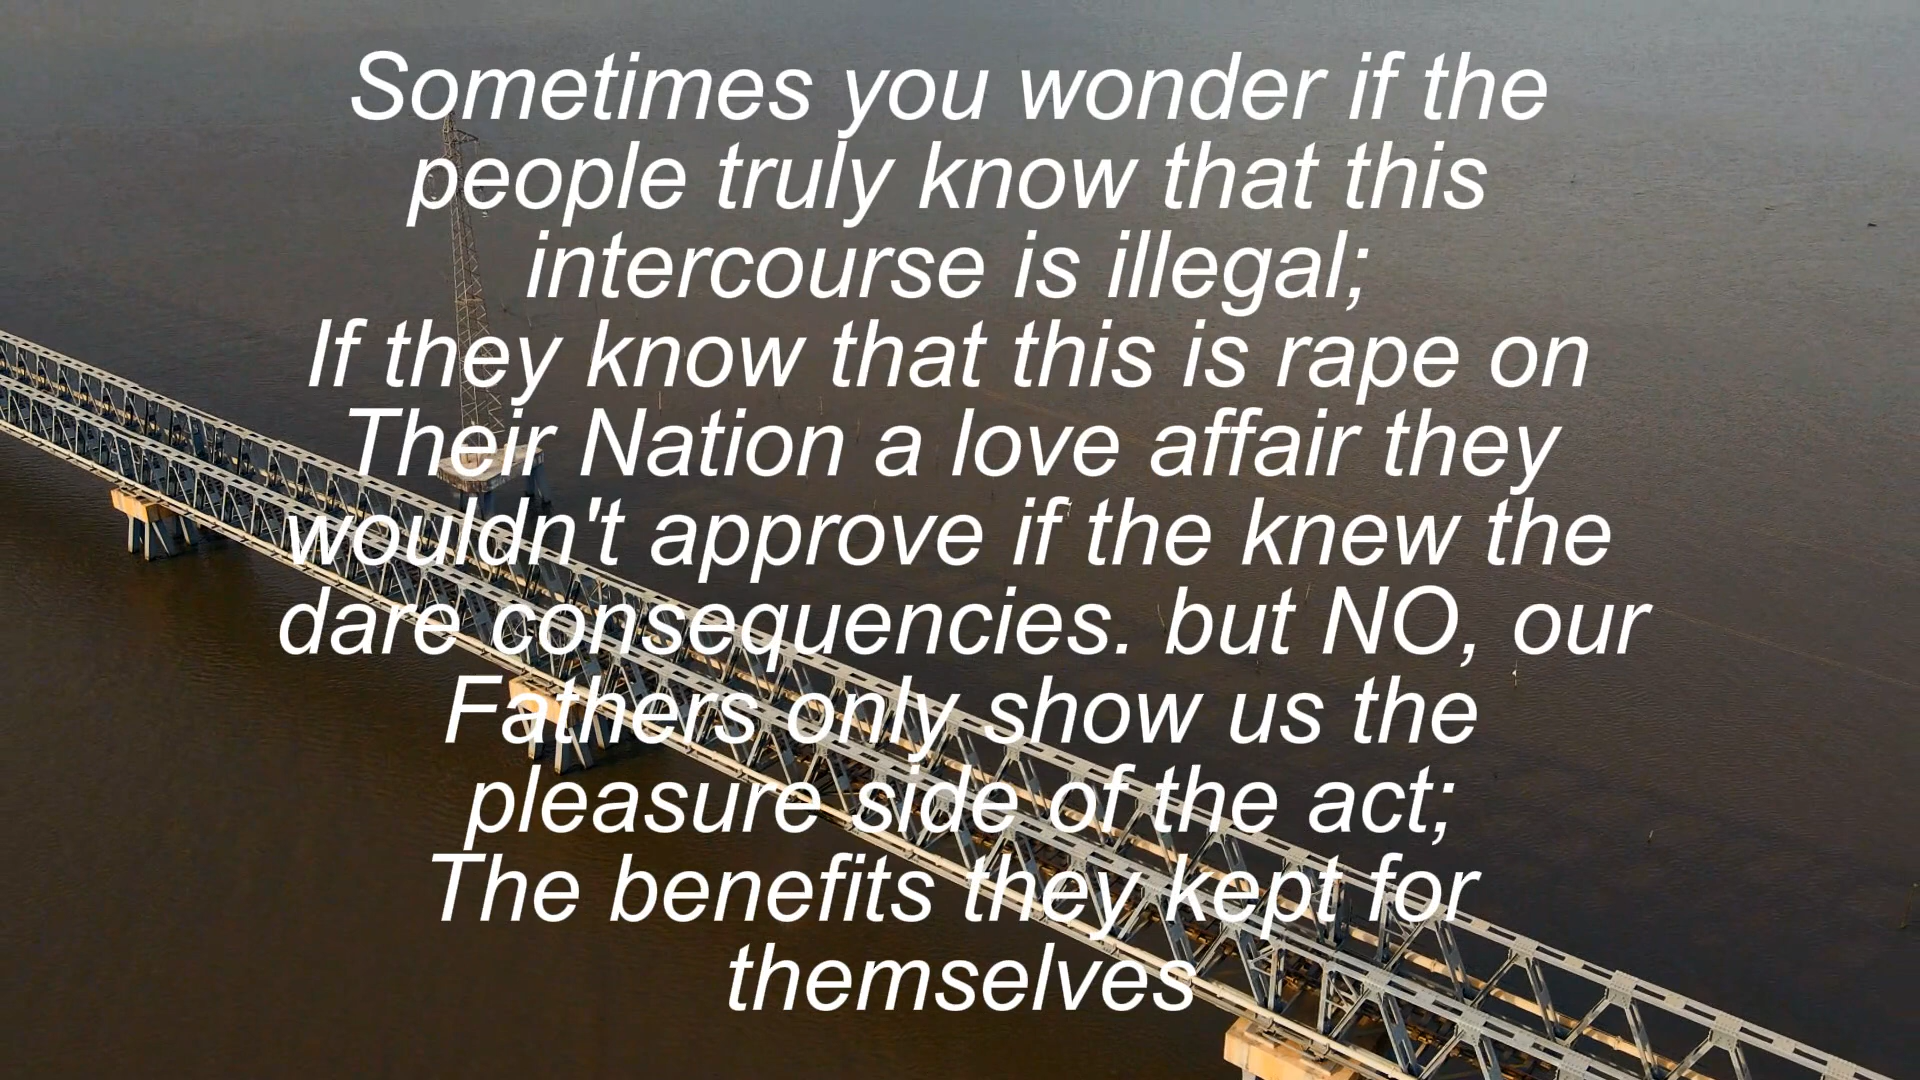 Sometimes you wonder if the
people truly know that this
intercourse is illegal;
If they know that this is rape on
Their Nation a love affair they
wouldn't approve if the knew the
dare consequencies. but NO, our
Fathers only show us the
pleasure side of the act;
The benefits they kept for
themselves